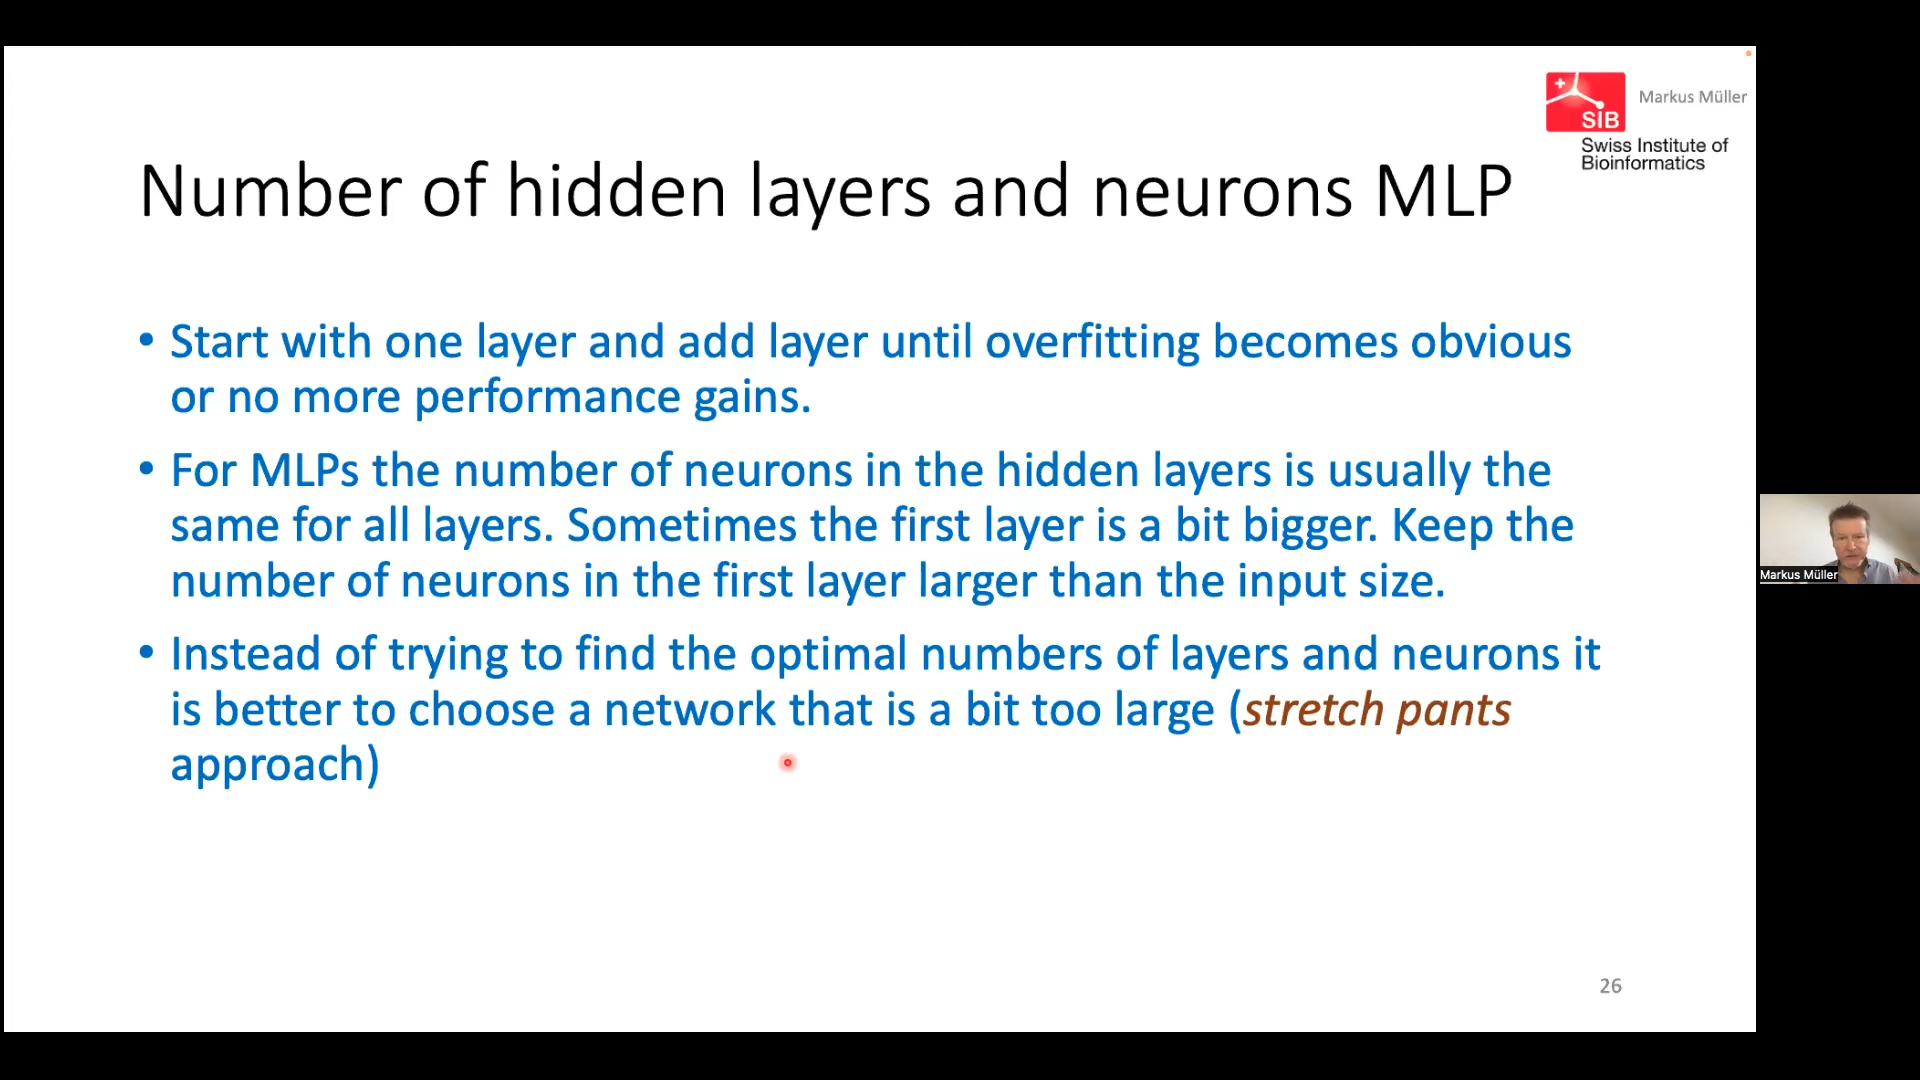 Markus Müller
SIB
Swiss Institute of
Bioinformatics
Number of hidden layers and neurons MLP
• Start with one layer and add layer until overfitting becomes obvious
or no more performance gains.
• For MLPs the number of neurons in the hidden layers is usually the
same for all layers. Sometimes the first layer is a bit bigger. Keep the
number of neurons in the first layer larger than the input size.
• Instead of trying to find the optimal numbers of layers and neurons it
is better to choose a network that is a bit too large (stretch pants
approach)
Markus Müller
26